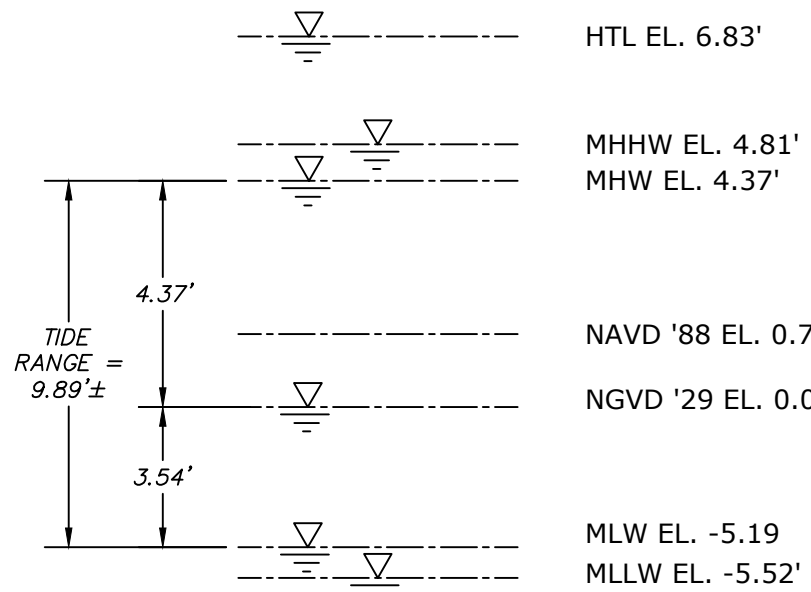 HTL EL. 6.83'
MHHW EL. 4.81'
MHW EL. 4.37'
4.37'
TIDE
RANGE =
9.89'±
NAVD '88 EL. 0.7
NGVD '29 EL. 0.0
3.54'
MLW EL. -5.19
MLLW EL. -5.52'